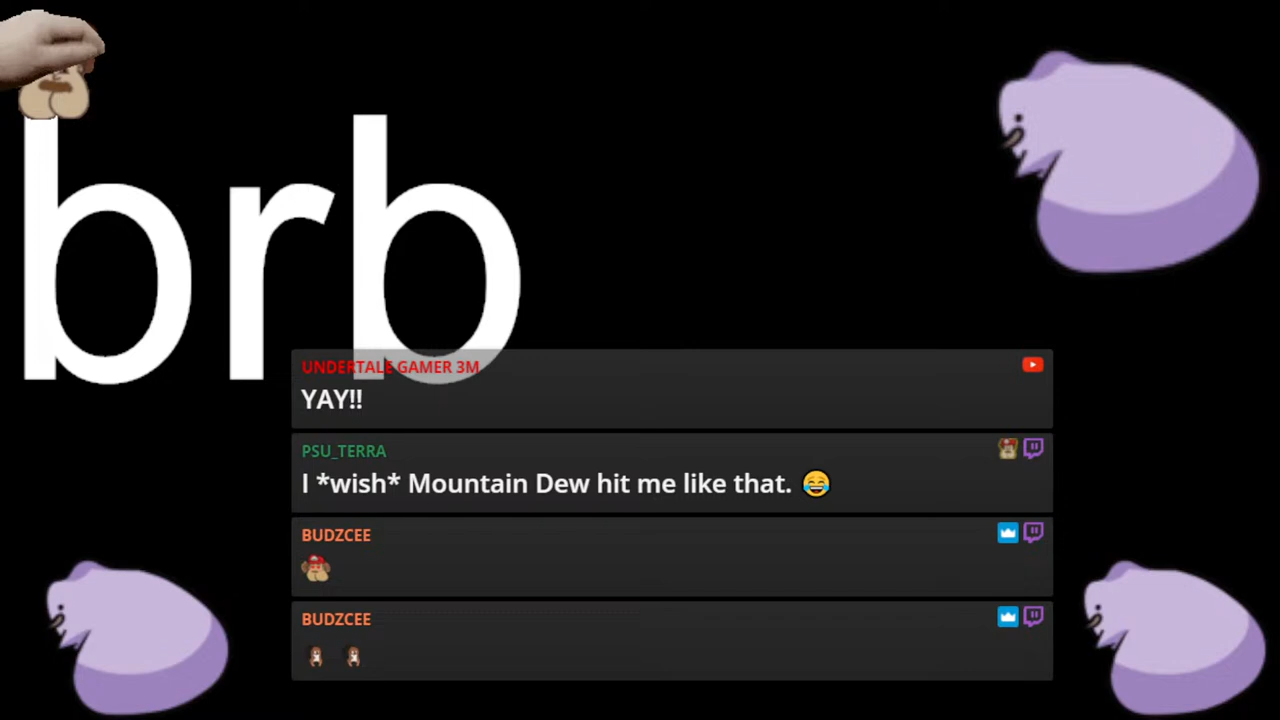 brb
UNDERTALE GAMER 3M
YAY!!
PSU_TERRA
I *wish* Mountain Dew hit me like that. 😂
BUDZCEE
BUDZCEE